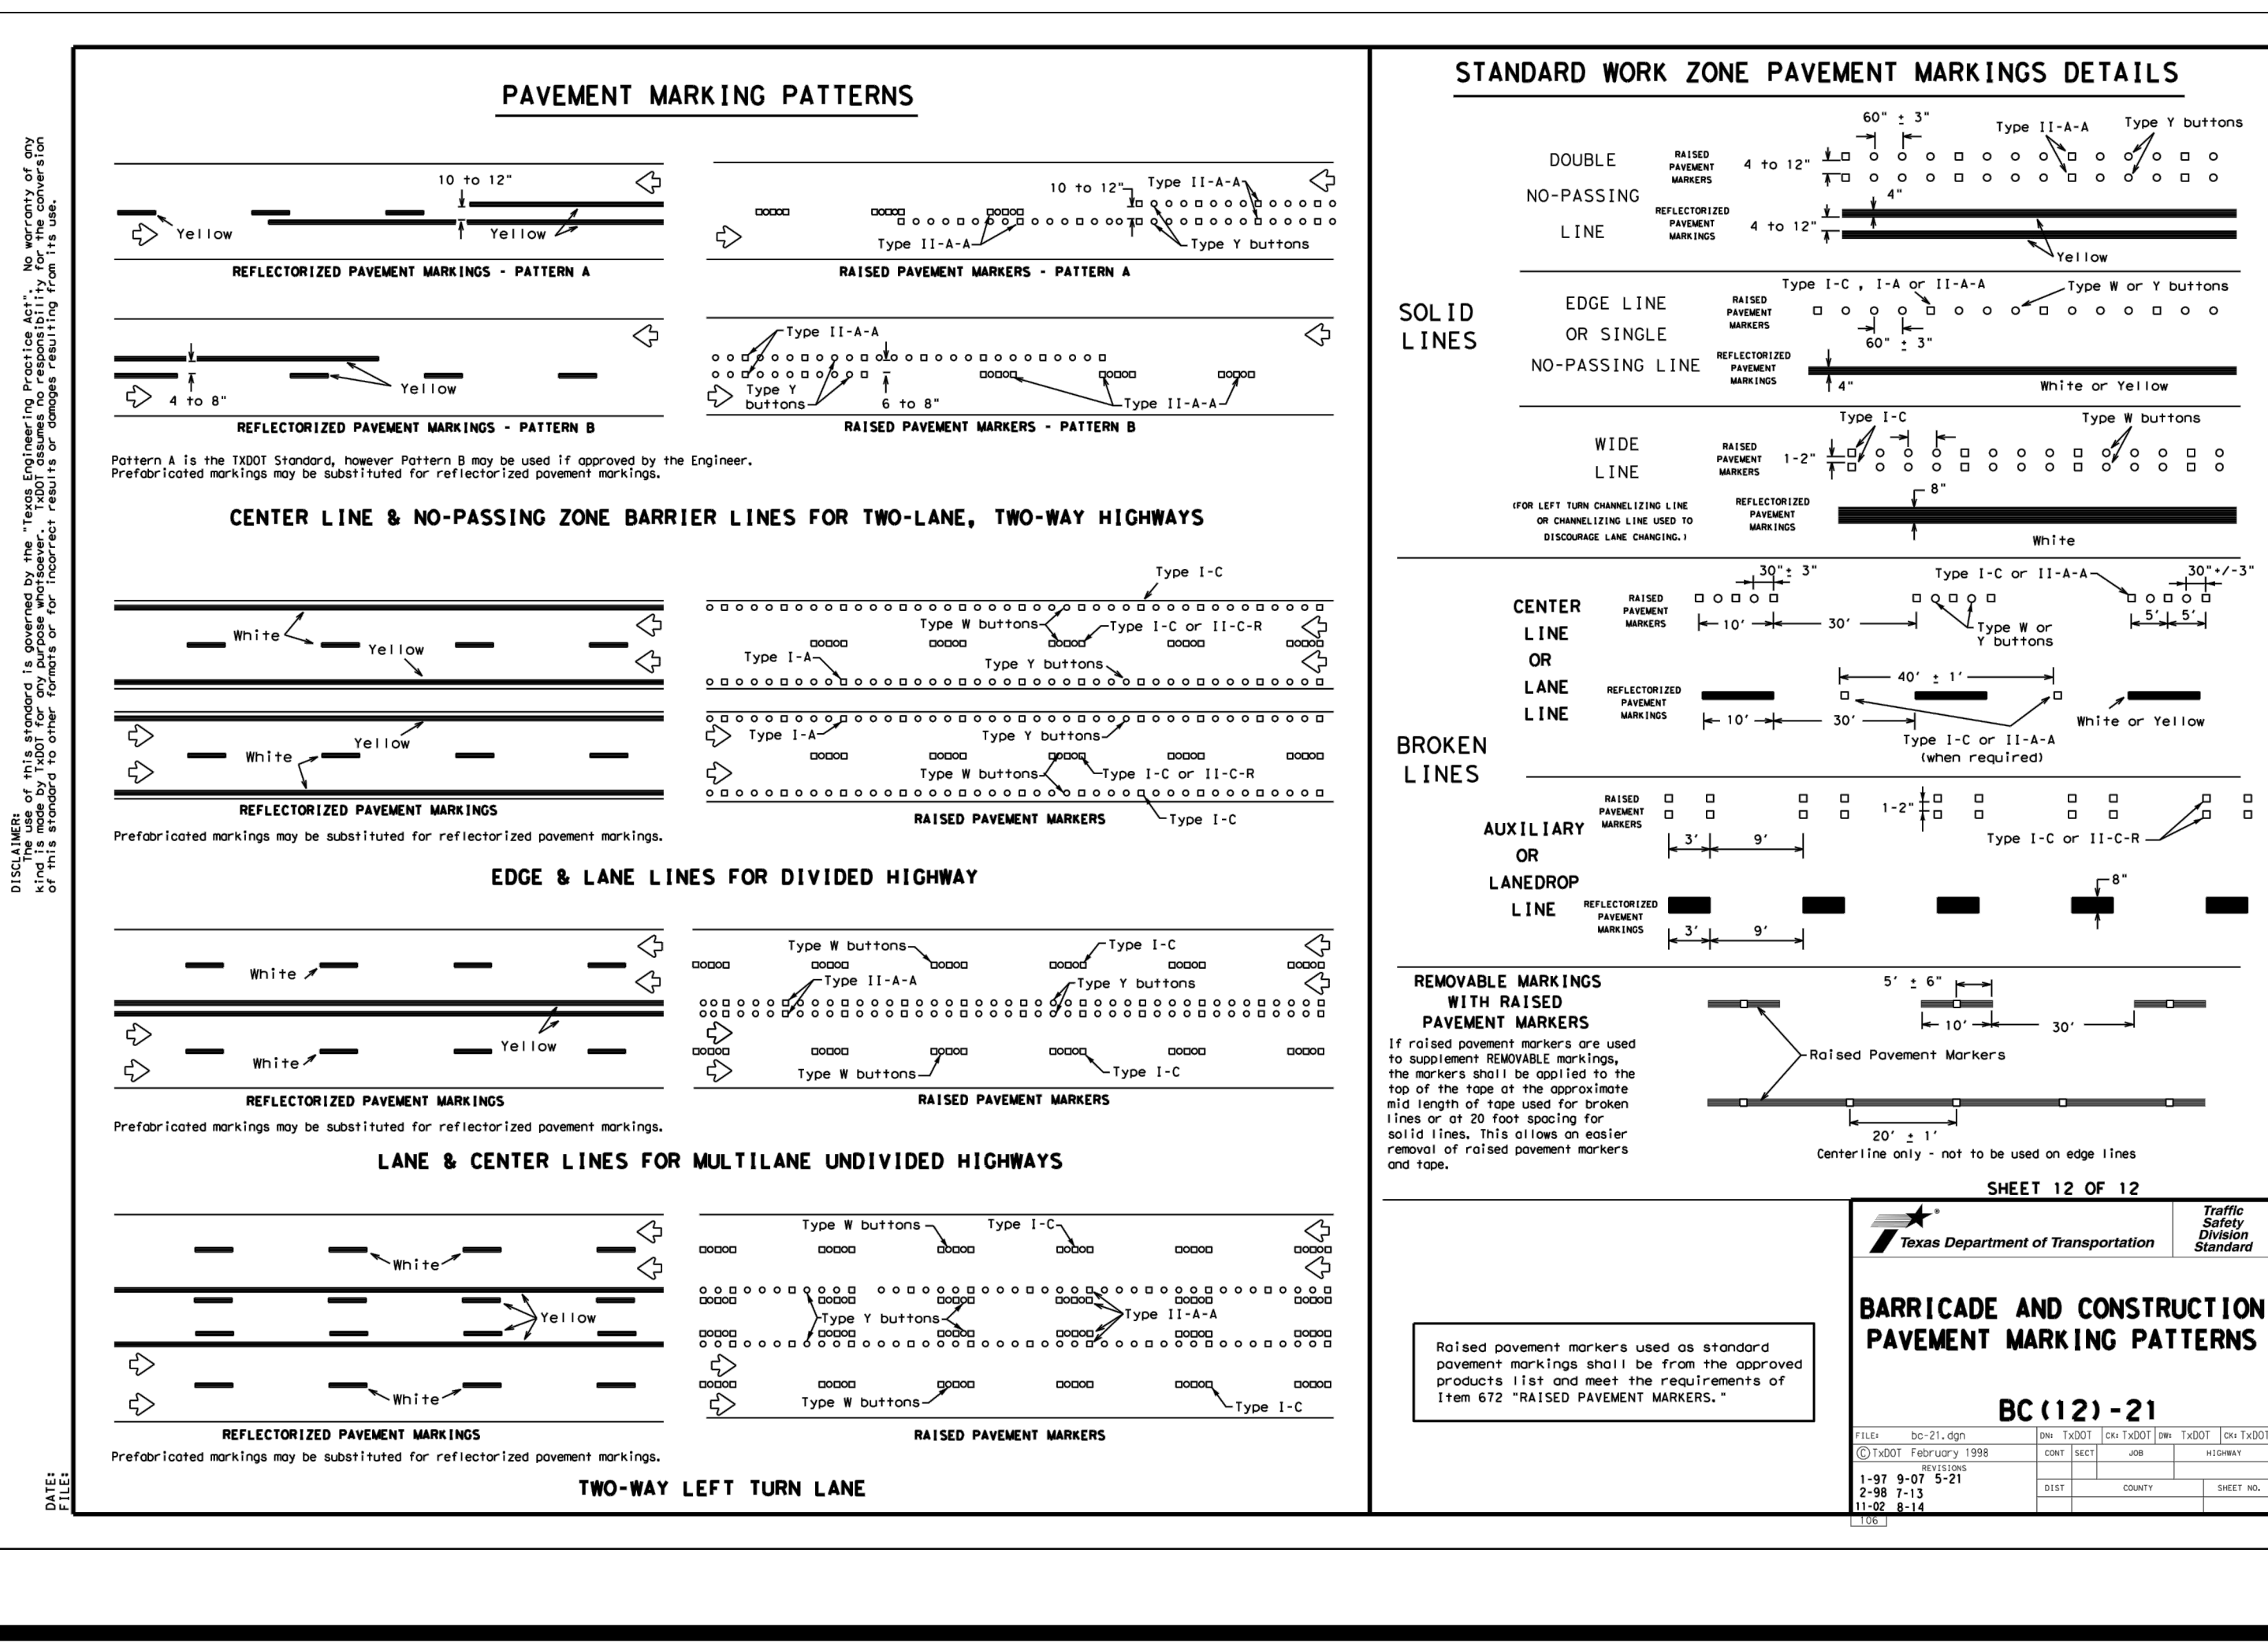 PAVEMENT MARKING PATTERNS
10 to 12"
Yellow
Yellow
REFLECTORIZED PAVEMENT MARKINGS - PATTERN A
10 to 12"
Type II-A-A
Type II-A-A
Type Y buttons
RAISED PAVEMENT MARKERS - PATTERN A
4 to 8"
Yellow
REFLECTORIZED PAVEMENT MARKINGS - PATTERN B
Type II-A-A
Type Y
buttons
6 to 8"
Type II-A-A
RAISED PAVEMENT MARKERS - PATTERN B
Pattern A is the TXDOT Standard, however Pattern B may be used if approved by the Engineer.
Prefabricated markings may be substituted for reflectorized pavement markings.
CENTER LINE & NO-PASSING ZONE BARRIER LINES FOR TWO-LANE, TWO-WAY HIGHWAYS
White
Yellow
Yellow
White
REFLECTORIZED PAVEMENT MARKINGS
Prefabricated markings may be substituted for reflectorized pavement markings.
Type I-C
Type W buttons
Type I-C or II-C-R
Type I-A
Type Y buttons
Type I-A
Type Y buttons
Type W buttons
Type I-C or II-C-R
RAISED PAVEMENT MARKERS
Type I-C
EDGE & LANE LINES FOR DIVIDED HIGHWAY
White
Yellow
White
REFLECTORIZED PAVEMENT MARKINGS
Prefabricated markings may be substituted for reflectorized pavement markings.
Type W buttons
Type I-C
Type II-A-A
Type Y buttons
Type W buttons
Type I-C
RAISED PAVEMENT MARKERS
LANE & CENTER LINES FOR MULTILANE UNDIVIDED HIGHWAYS
White
Yellow
White
REFLECTORIZED PAVEMENT MARKINGS
Prefabricated markings may be substituted for reflectorized pavement markings.
Type W buttons
Type I-C
Type Y buttons
Type II-A-A
Type W buttons
Type I-C
RAISED PAVEMENT MARKERS
TWO-WAY LEFT TURN LANE
STANDARD WORK ZONE PAVEMENT MARKINGS DETAILS
SOLID
LINES
DOUBLE
NO-PASSING
LINE
RAISED
PAVEMENT
MARKERS
4 to 12"
60" ± 3"
Type II-A-A
Type Y buttons
REFLECTORIZED
PAVEMENT
MARKINGS
4 to 12"
4"
Yellow
EDGE LINE
OR SINGLE
NO-PASSING LINE
RAISED
PAVEMENT
MARKERS
Type I-C , I-A or II-A-A
Type W or Y buttons
60" ± 3"
REFLECTORIZED
PAVEMENT
MARKINGS
4"
White or Yellow
WIDE
LINE
(FOR LEFT TURN CHANNELIZING LINE
OR CHANNELIZING LINE USED TO
DISCOURAGE LANE CHANGING.)
RAISED
PAVEMENT
MARKERS
1-2"
Type I-C
Type W buttons
REFLECTORIZED
PAVEMENT
MARKINGS
8"
White
BROKEN
LINES
CENTER
LINE
OR
LANE
LINE
RAISED
PAVEMENT
MARKERS
30"± 3"
Type I-C or II-A-A
30"+/-3"
10'
30'
5'
5'
Type W or
Y buttons
REFLECTORIZED
PAVEMENT
MARKINGS
40' ± 1'
10'
30'
White or Yellow
Type I-C or II-A-A
(when required)
AUXILIARY
OR
LANEDROP
LINE
RAISED
PAVEMENT
MARKERS
1-2"
3'
9'
Type I-C or II-C-R
REFLECTORIZED
PAVEMENT
MARKINGS
8"
3'
9'
REMOVABLE MARKINGS
WITH RAISED
PAVEMENT MARKERS
If raised pavement markers are used
to supplement REMOVABLE markings,
the markers shall be applied to the
top of the tape at the approximate
mid length of tape used for broken
lines or at 20 foot spacing for
solid lines. This allows an easier
removal of raised pavement markers
and tape.
5' ± 6"
10'
30'
Raised Pavement Markers
20' ± 1'
Centerline only - not to be used on edge lines
Raised pavement markers used as standard
pavement markings shall be from the approved
products list and meet the requirements of
Item 672 "RAISED PAVEMENT MARKERS."
SHEET 12 OF 12
Texas Department of Transportation
Traffic
Safety
Division
Standard
BARRICADE AND CONSTRUCTION
PAVEMENT MARKING PATTERNS
BC(12)-21
FILE: bc-21.dgn DN: TxDOT CK: TxDOT DW: TxDOT CK: TxDOT
© TxDOT February 1998 CONT SECT JOB HIGHWAY
REVISIONS
1-97 9-07 5-21
2-98 7-13
11-02 8-14
DIST COUNTY SHEET NO.
106
DISCLAIMER:
The use of this standard is governed by the "Texas Engineering Practice Act". No warranty of any
kind is made by TxDOT for any purpose whatsoever. TxDOT assumes no responsibility for the conversion
of this standard to other formats or for incorrect results or damages resulting from its use.
DATE:
FILE: